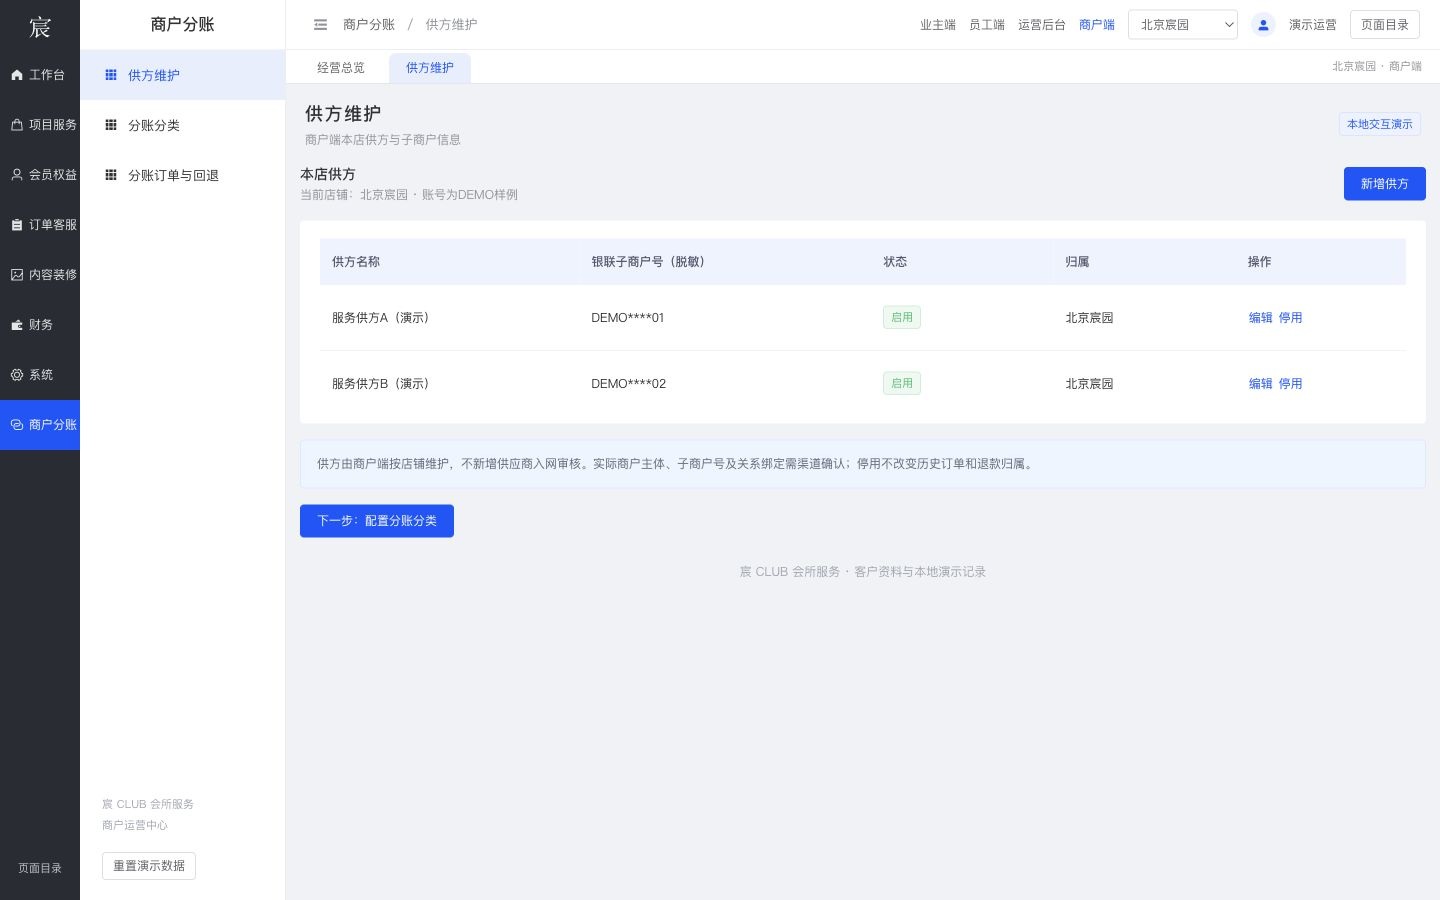 宸
工作台
项目服务
会员权益
订单客服
内容装修
财务
系统
商户分账
页面目录
商户分账
供方维护
分账分类
分账订单与回退
宸 CLUB 会所服务
商户运营中心
重置演示数据
商户分账 / 供方维护
业主端 员工端 运营后台 商户端 北京宸园 演示运营 页面目录
经营总览 供方维护
北京宸园 · 商户端
供方维护
商户端本店供方与子商户信息
本地交互演示
本店供方
当前店铺：北京宸园 · 账号为DEMO样例
新增供方
供方名称 银联子商户号（脱敏） 状态 归属 操作
服务供方A（演示） DEMO****01 启用 北京宸园 编辑 停用
服务供方B（演示） DEMO****02 启用 北京宸园 编辑 停用
供方由商户端按店铺维护，不新增供应商入网审核。实际商户主体、子商户号及关系绑定需渠道确认；停用不改变历史订单和退款归属。
下一步：配置分账分类
宸 CLUB 会所服务 · 客户资料与本地演示记录